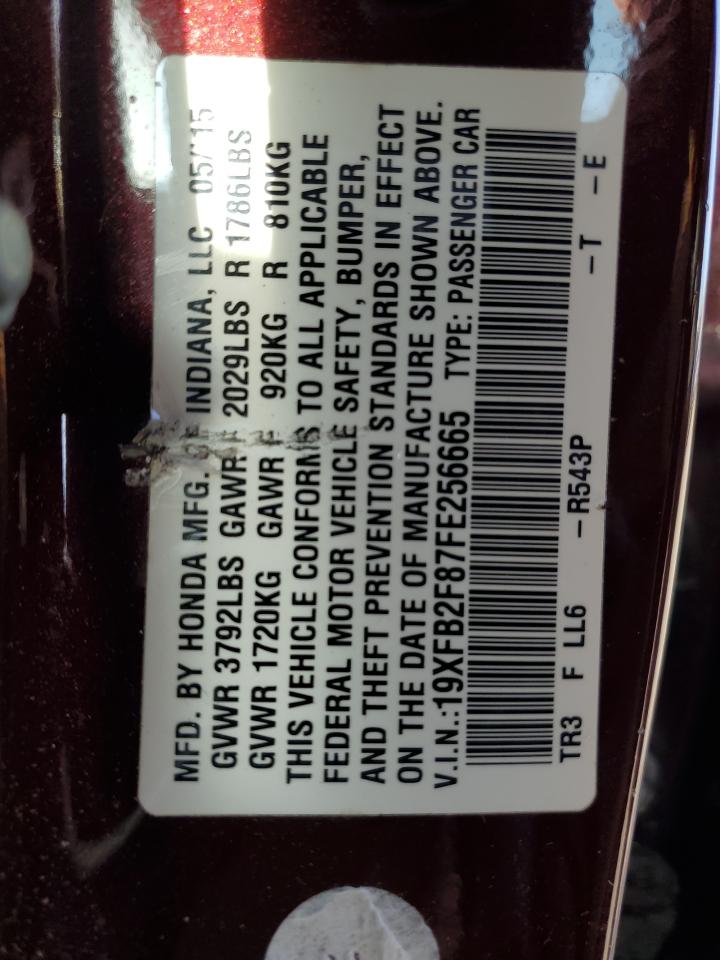 MFD. BY HONDA MFG. INDIANA, LLC 05/15
GVWR 3792LBS GAWR F 2029LBS R 1786LBS
GVWR 1720KG GAWR F 920KG R 810KG
THIS VEHICLE CONFORMS TO ALL APPLICABLE
FEDERAL MOTOR VEHICLE SAFETY, BUMPER,
AND THEFT PREVENTION STANDARDS IN EFFECT
ON THE DATE OF MANUFACTURE SHOWN ABOVE.
V.I.N.:19XFB2F87FE256665 TYPE: PASSENGER CAR
TR3 F LL6 -R543P -T -E